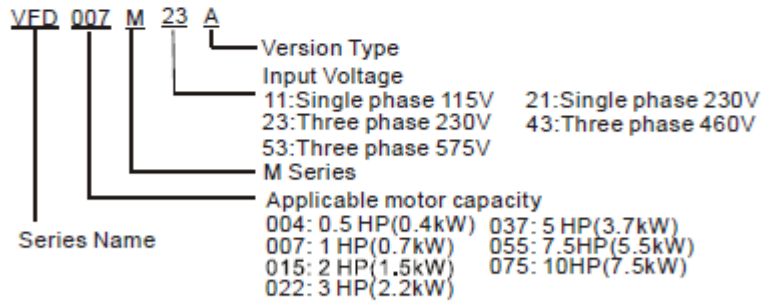 VFD 007 M 23 A
Version Type
Input Voltage
11:Single phase 115V 21:Single phase 230V
23:Three phase 230V 43:Three phase 460V
53:Three phase 575V
M Series
Applicable motor capacity
004: 0.5 HP(0.4kW) 037: 5 HP(3.7kW)
007: 1 HP(0.7kW) 055: 7.5HP(5.5kW)
015: 2 HP(1.5kW) 075: 10HP(7.5kW)
022: 3 HP(2.2kW)
Series Name